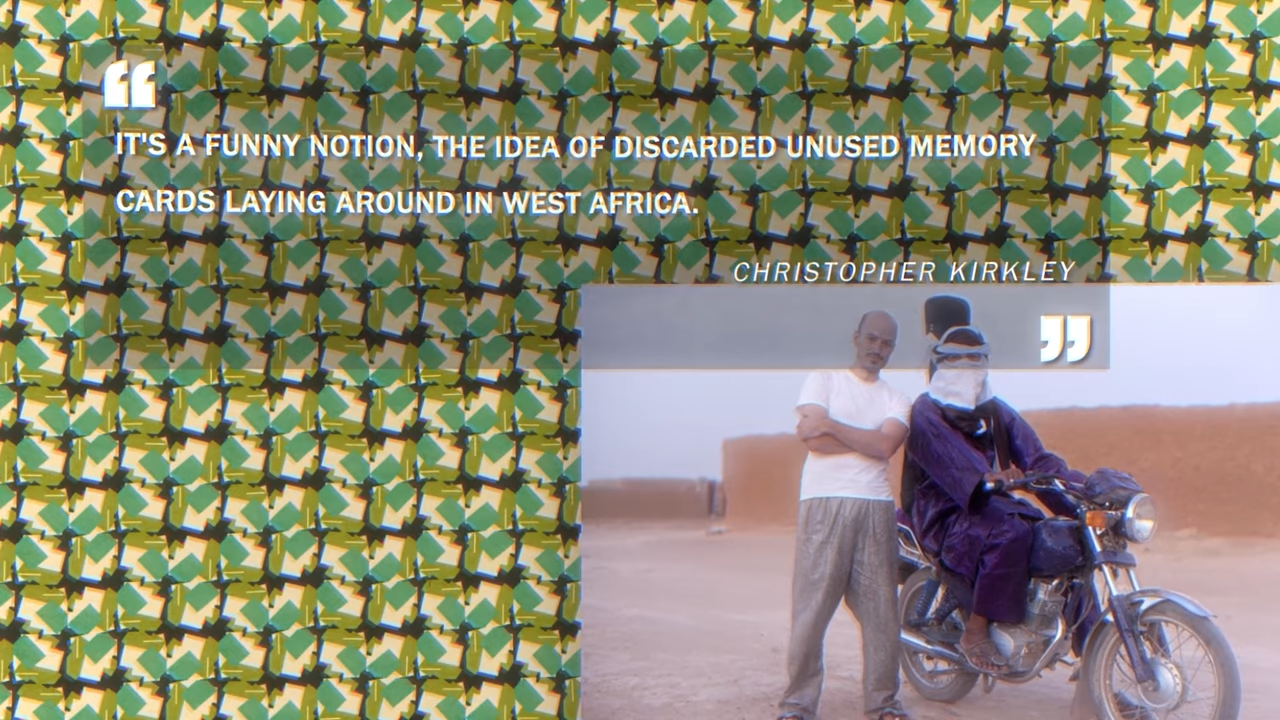 “
IT'S A FUNNY NOTION, THE IDEA OF DISCARDED UNUSED MEMORY
CARDS LAYING AROUND IN WEST AFRICA.
CHRISTOPHER KIRKLEY
”